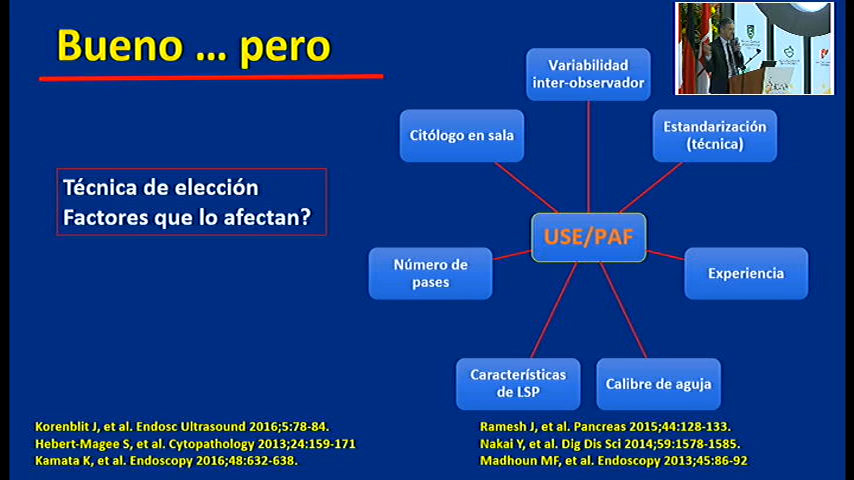 Bueno ... pero
Técnica de elección
Factores que lo afectan?
Variabilidad
inter-observador
Citólogo en sala
Estandarización
(técnica)
USE/PAF
Número de
pases
Experiencia
Características
de LSP
Calibre de aguja
Korenblit J, et al. Endosc Ultrasound 2016;5:78-84.
Hebert-Magee S, et al. Cytopathology 2013;24:159-171
Kamata K, et al. Endoscopy 2016;48:632-638.
Ramesh J, et al. Pancreas 2015;44:128-133.
Nakai Y, et al. Dig Dis Sci 2014;59:1578-1585.
Madhoun MF, et al. Endoscopy 2013;45:86-92